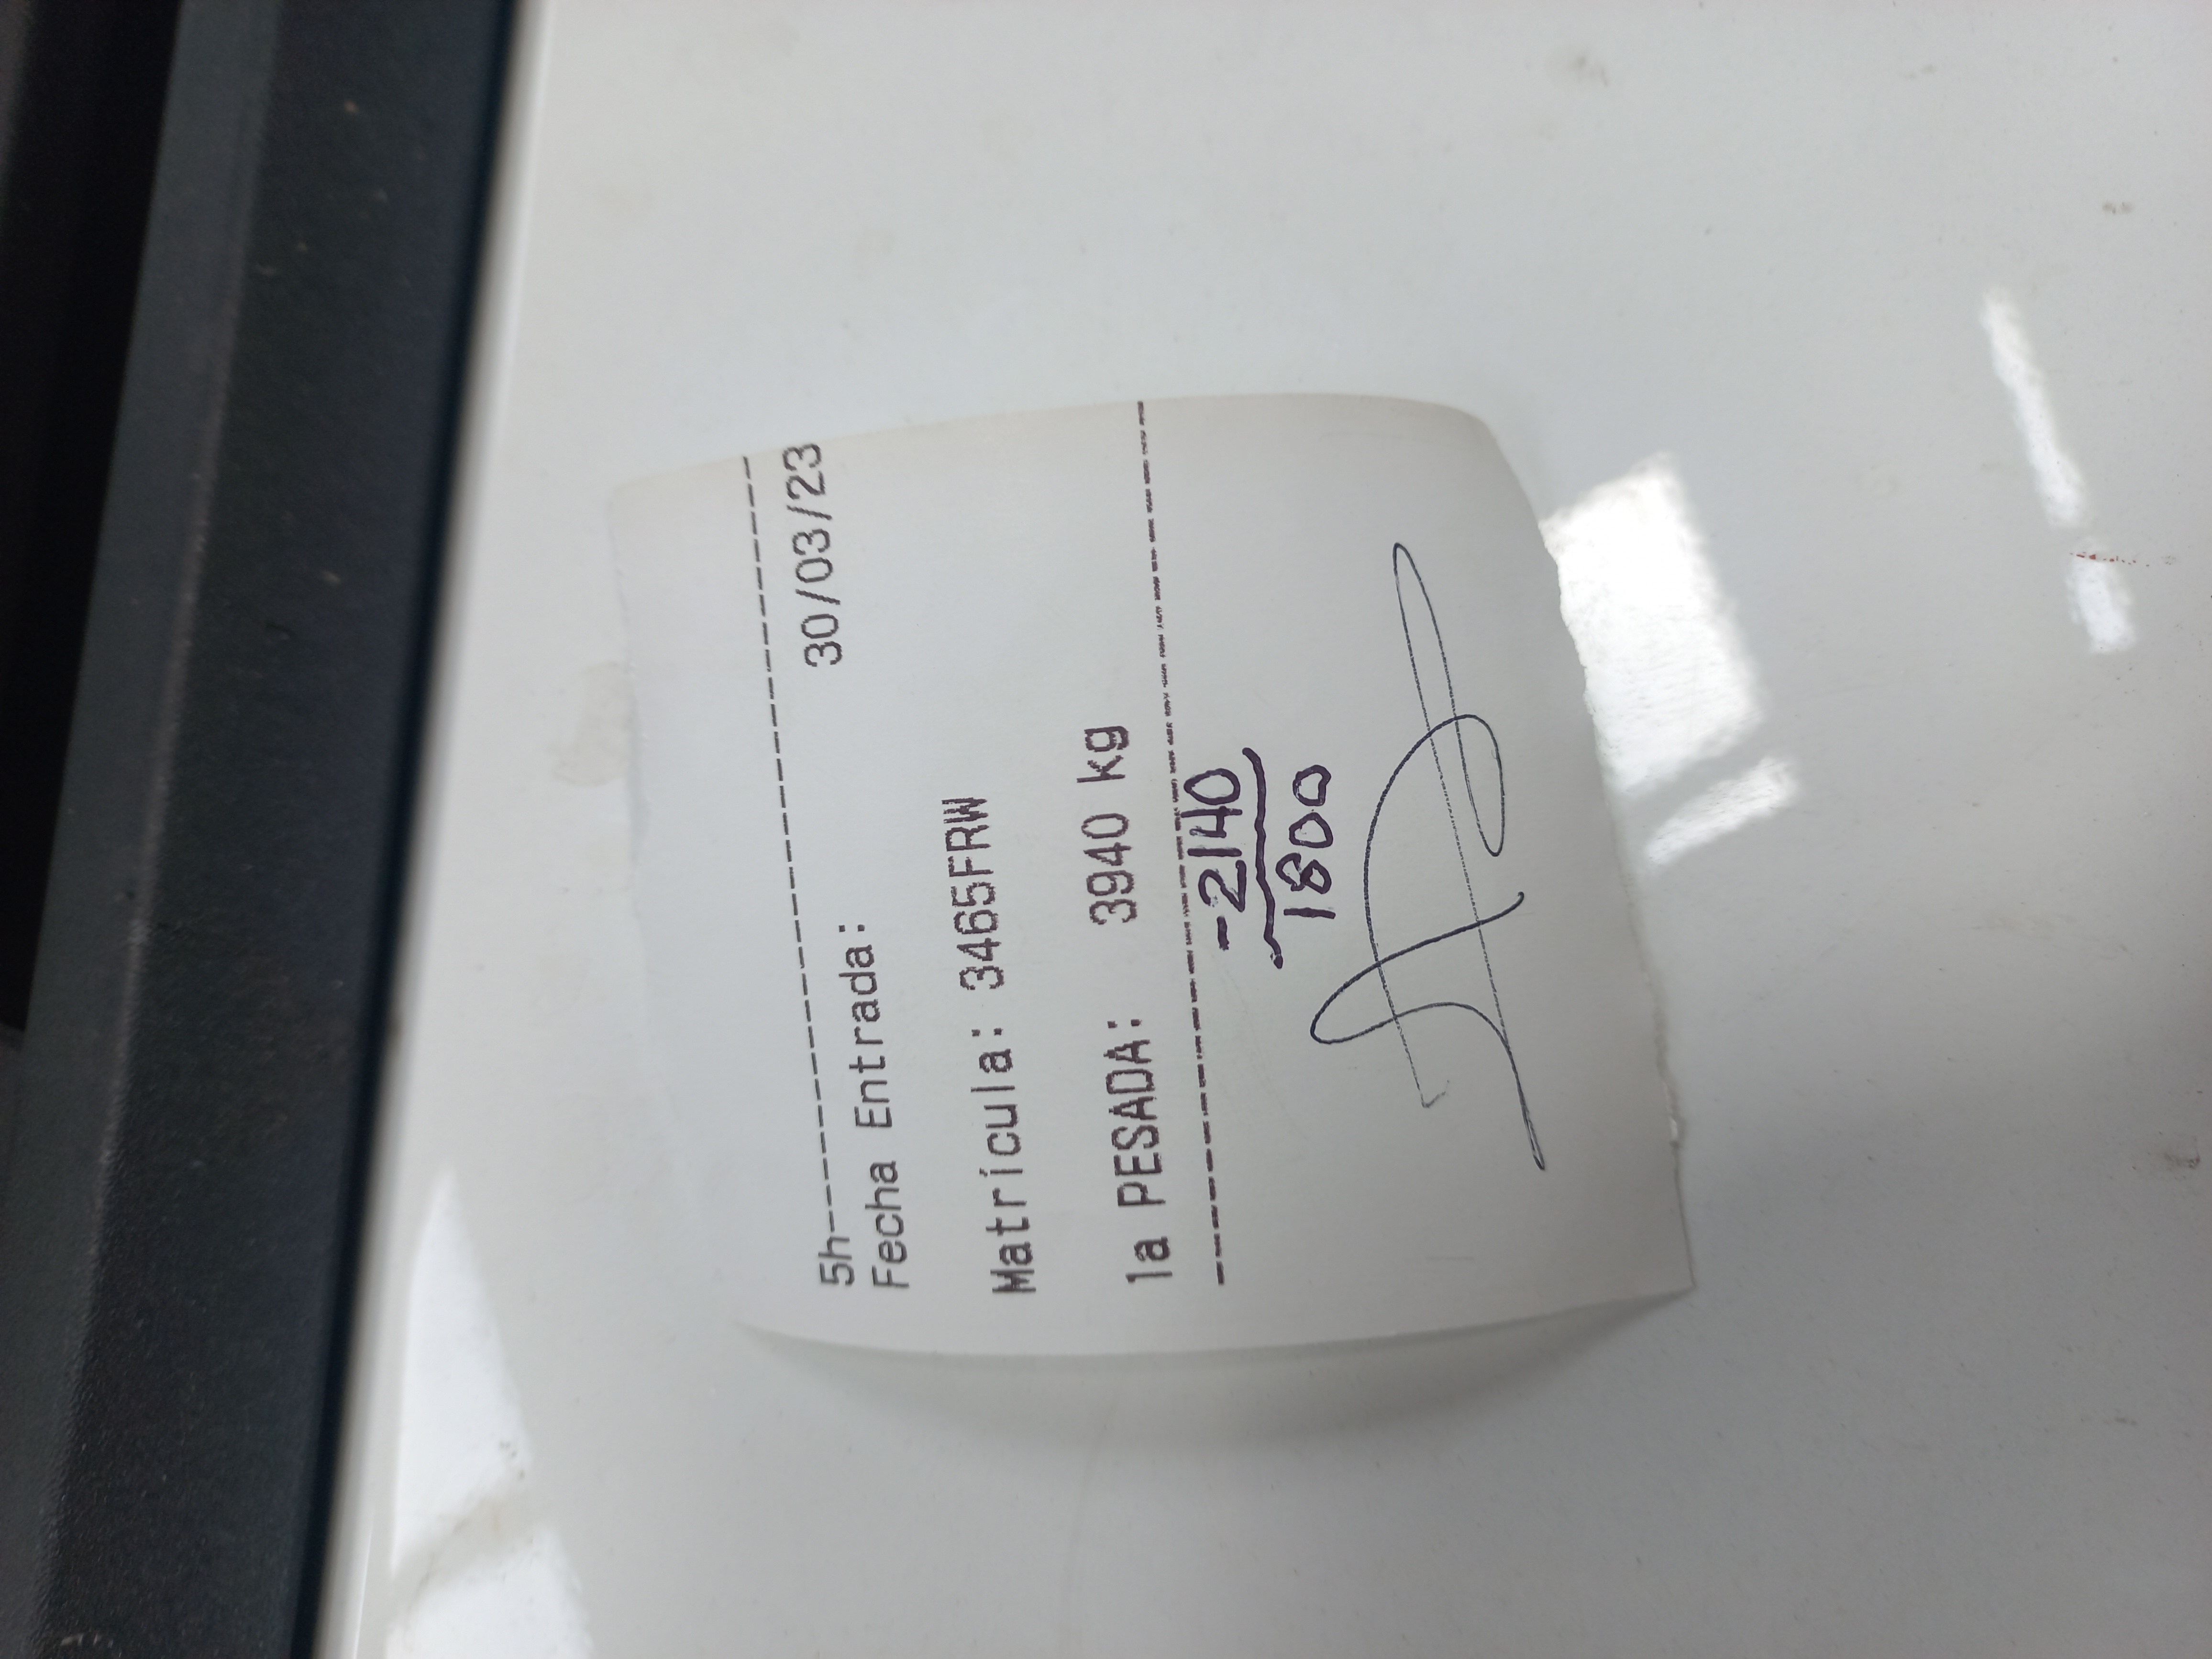 5h--------------------------------
Fecha Entrada: 30/03/23
Matrícula: 3465FRW
1a PESADA: 3940 kg
----------------------------------
-2140
1800